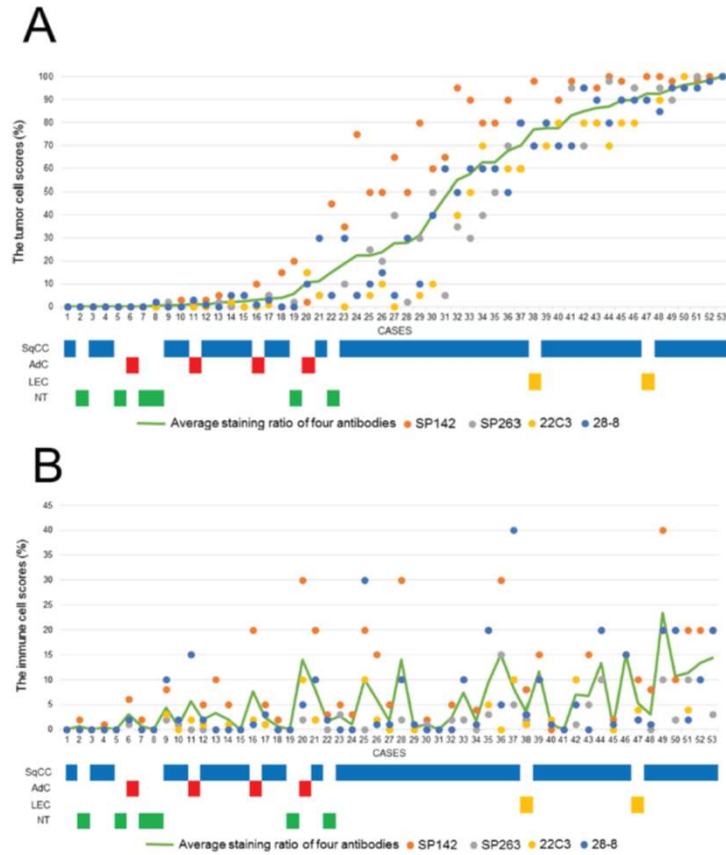 A
The tumor cell scores (%)
100
90
80
70
60
50
40
30
20
10
0
1 2 3 4 5 6 7 8 9 10 11 12 13 14 15 16 17 18 19 20 21 22 23 24 25 26 27 28 29 30 31 32 33 34 35 36 37 38 39 40 41 42 43 44 45 46 47 48 49 50 51 52 53
CASES
SqCC
AdC
LEC
NT
Average staining ratio of four antibodies SP142 SP263 22C3 28-8
B
The immune cell scores (%)
45
40
35
30
25
20
15
10
5
0
1 2 3 4 5 6 7 8 9 10 11 12 13 14 15 16 17 18 19 20 21 22 23 24 25 26 27 28 29 30 31 32 33 34 35 36 37 38 39 40 41 42 43 44 45 46 47 48 49 50 51 52 53
CASES
SqCC
AdC
LEC
NT
Average staining ratio of four antibodies SP142 SP263 22C3 28-8